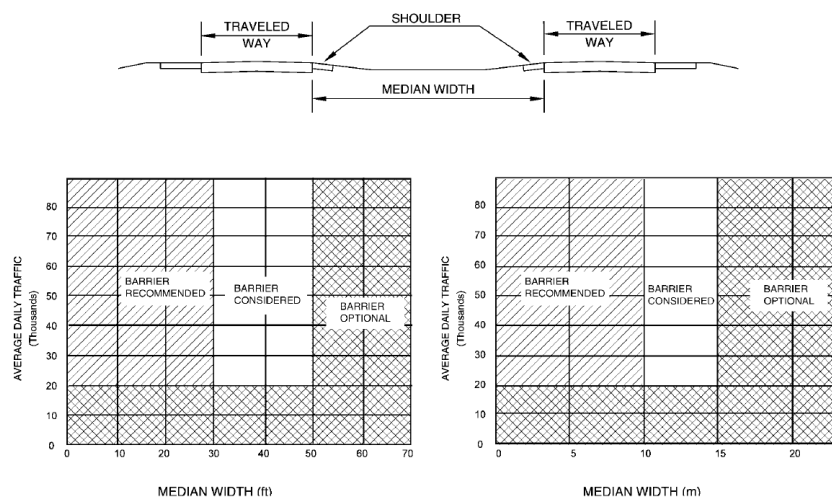 TRAVELED
WAY
SHOULDER
TRAVELED
WAY
MEDIAN WIDTH
AVERAGE DAILY TRAFFIC
(Thousands)
80
70
60
50
40
30
20
10
0
BARRIER
RECOMMENDED
BARRIER
CONSIDERED
BARRIER
OPTIONAL
0 10 20 30 40 50 60 70
MEDIAN WIDTH (ft)
AVERAGE DAILY TRAFFIC
(Thousands)
80
70
60
50
40
30
20
10
0
BARRIER
RECOMMENDED
BARRIER
CONSIDERED
BARRIER
OPTIONAL
0 5 10 15 20
MEDIAN WIDTH (m)